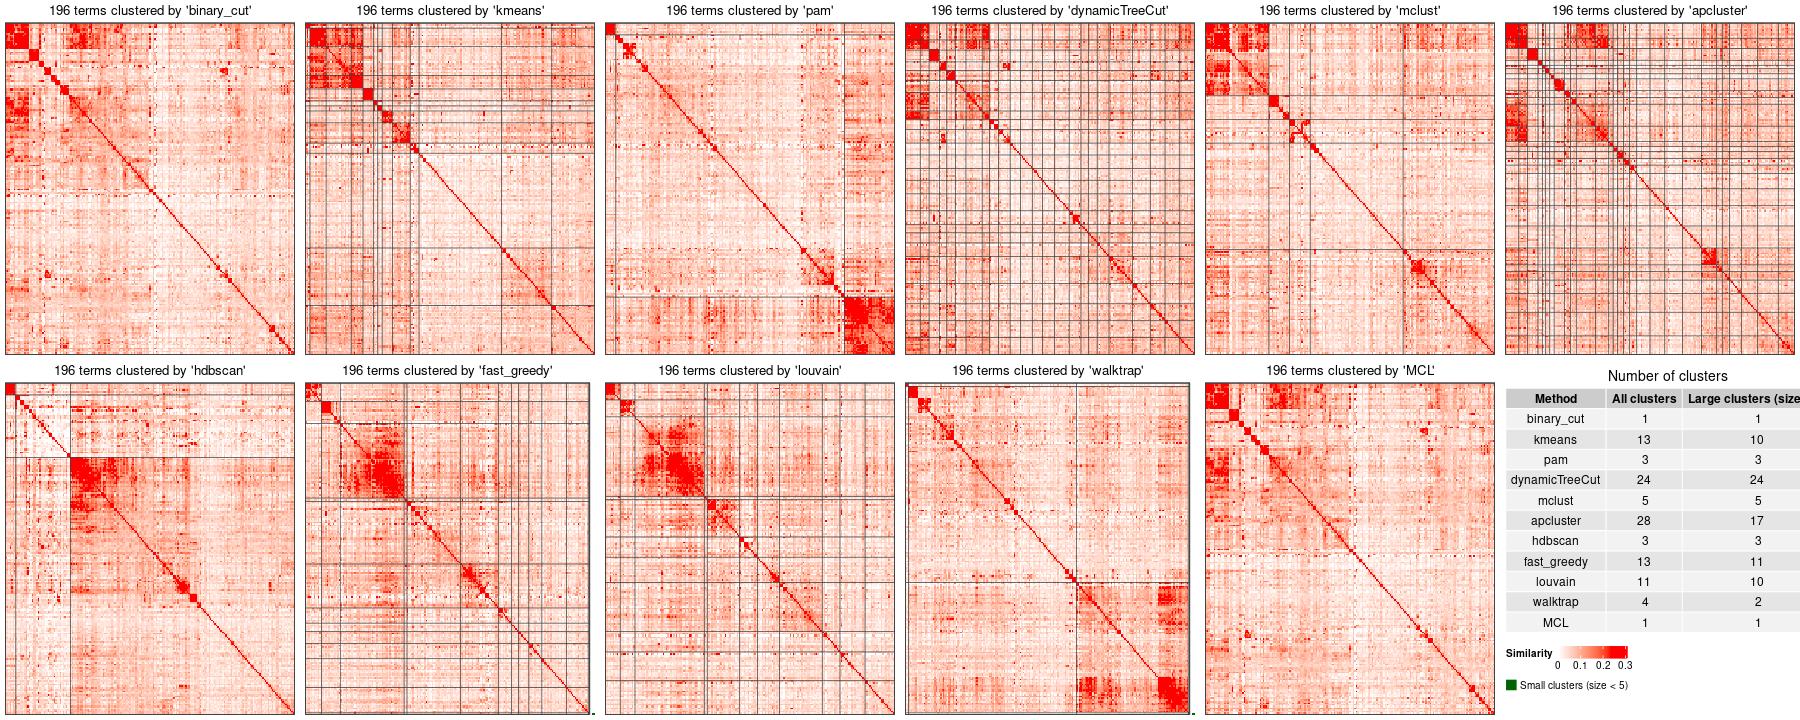 196 terms clustered by 'binary_cut'
196 terms clustered by 'kmeans'
196 terms clustered by 'pam'
196 terms clustered by 'dynamicTreeCut'
196 terms clustered by 'mclust'
196 terms clustered by 'apcluster'
196 terms clustered by 'hdbscan'
196 terms clustered by 'fast_greedy'
196 terms clustered by 'louvain'
196 terms clustered by 'walktrap'
196 terms clustered by 'MCL'
Number of clusters
Method All clusters Large clusters (size
binary_cut 1 1
kmeans 13 10
pam 3 3
dynamicTreeCut 24 24
mclust 5 5
apcluster 28 17
hdbscan 3 3
fast_greedy 13 11
louvain 11 10
walktrap 4 2
MCL 1 1
Similarity
0 0.1 0.2 0.3
Small clusters (size < 5)